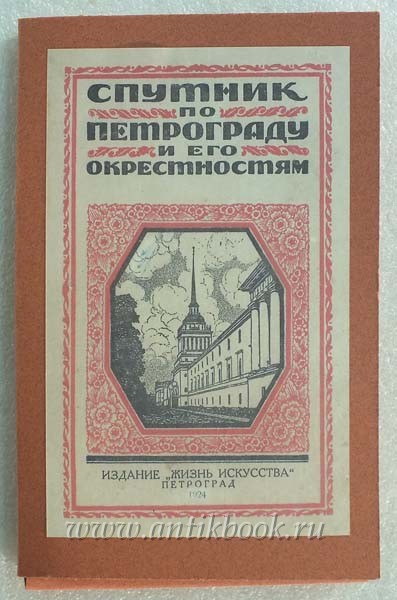 СПУТНИК
ПО
ПЕТРОГРАДУ
И ЕГО
ОКРЕСТНОСТЯМ
ИЗДАНИЕ „ЖИЗНЬ ИСКУССТВА“
ПЕТРОГРАД
1924
www.antikbook.ru